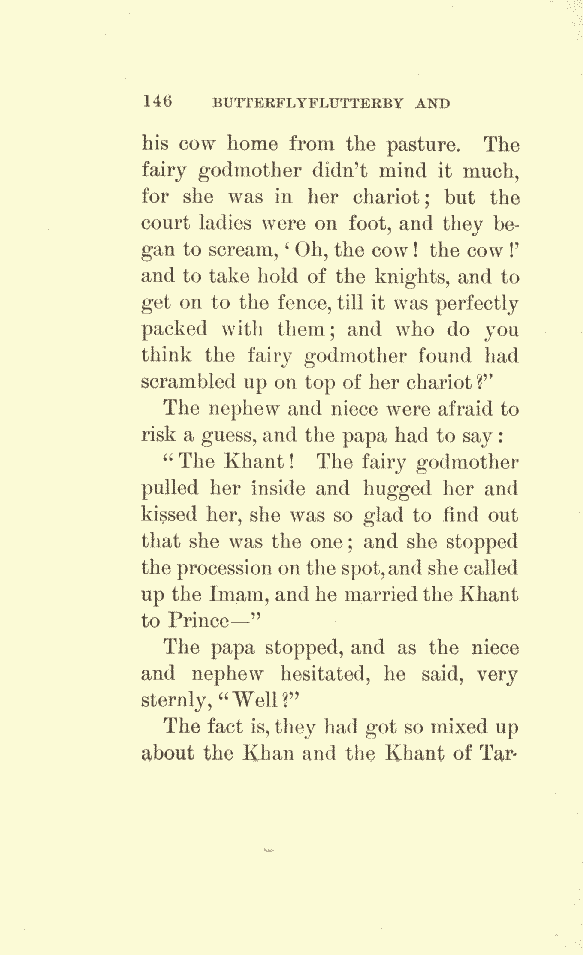 146 BUTTERFLYFLUTTERBY AND
his cow home from the pasture. The
fairy godmother didn't mind it much,
for she was in her chariot; but the
court ladies were on foot, and they be-
gan to scream, ‘Oh, the cow! the cow!’
and to take hold of the knights, and to
get on to the fence, till it was perfectly
packed with them; and who do you
think the fairy godmother found had
scrambled up on top of her chariot?”
The nephew and niece were afraid to
risk a guess, and the papa had to say:
“The Khant! The fairy godmother
pulled her inside and hugged her and
kissed her, she was so glad to find out
that she was the one; and she stopped
the procession on the spot, and she called
up the Imam, and he married the Khant
to Prince—”
The papa stopped, and as the niece
and nephew hesitated, he said, very
sternly, “Well?”
The fact is, they had got so mixed up
about the Khan and the Khant of Tar-